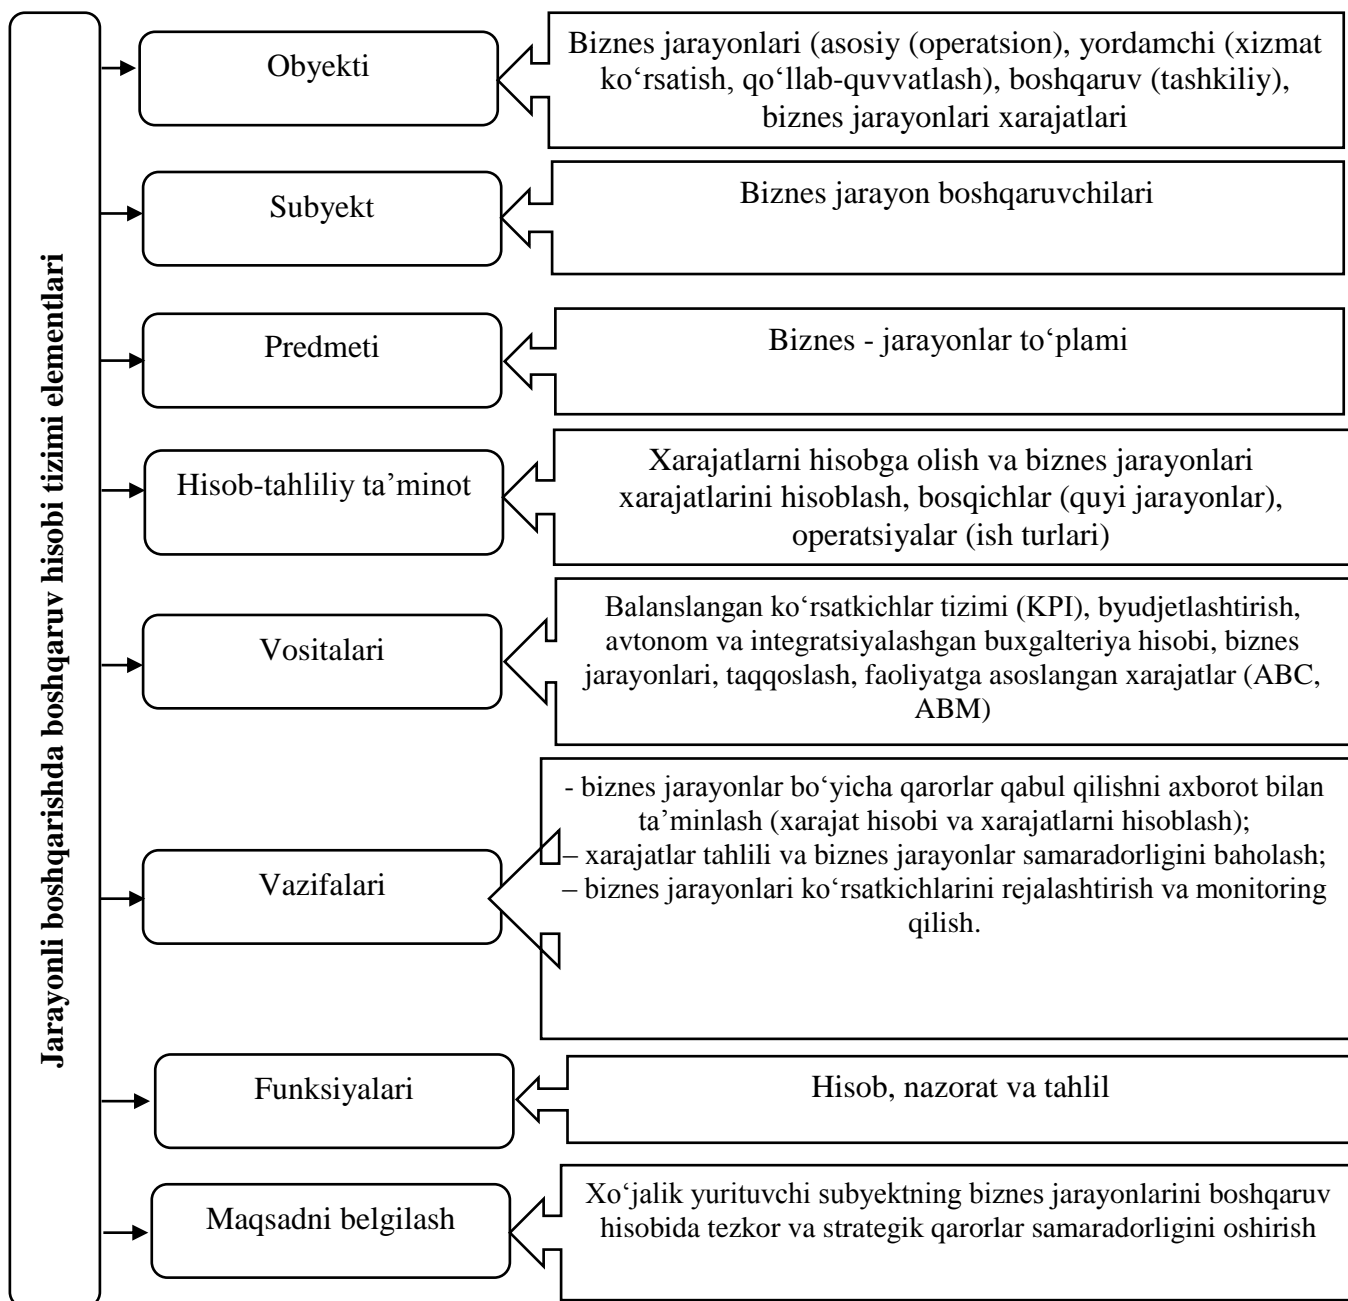 Jarayonli boshqarishda boshqaruv hisobi tizimi elementlari
Obyekti
Biznes jarayonlari (asosiy (operatsion), yordamchi (xizmat
ko‘rsatish, qo‘llab-quvvatlash), boshqaruv (tashkiliy),
biznes jarayonlari xarajatlari
Subyekt
Biznes jarayon boshqaruvchilari
Predmeti
Biznes - jarayonlar to‘plami
Hisob-tahliliy ta’minot
Xarajatlarni hisobga olish va biznes jarayonlari
xarajatlarini hisoblash, bosqichlar (quyi jarayonlar),
operatsiyalar (ish turlari)
Vositalari
Balanslangan ko‘rsatkichlar tizimi (KPI), byudjetlashtirish,
avtonom va integratsiyalashgan buxgalteriya hisobi, biznes
jarayonlari, taqqoslash, faoliyatga asoslangan xarajatlar (ABC,
ABM)
Vazifalari
- biznes jarayonlar bo‘yicha qarorlar qabul qilishni axborot bilan
ta’minlash (xarajat hisobi va xarajatlarni hisoblash);
– xarajatlar tahlili va biznes jarayonlar samaradorligini baholash;
– biznes jarayonlari ko‘rsatkichlarini rejalashtirish va monitoring
qilish.
Funksiyalari
Hisob, nazorat va tahlil
Maqsadni belgilash
Xo‘jalik yurituvchi subyektning biznes jarayonlarini boshqaruv
hisobida tezkor va strategik qarorlar samaradorligini oshirish